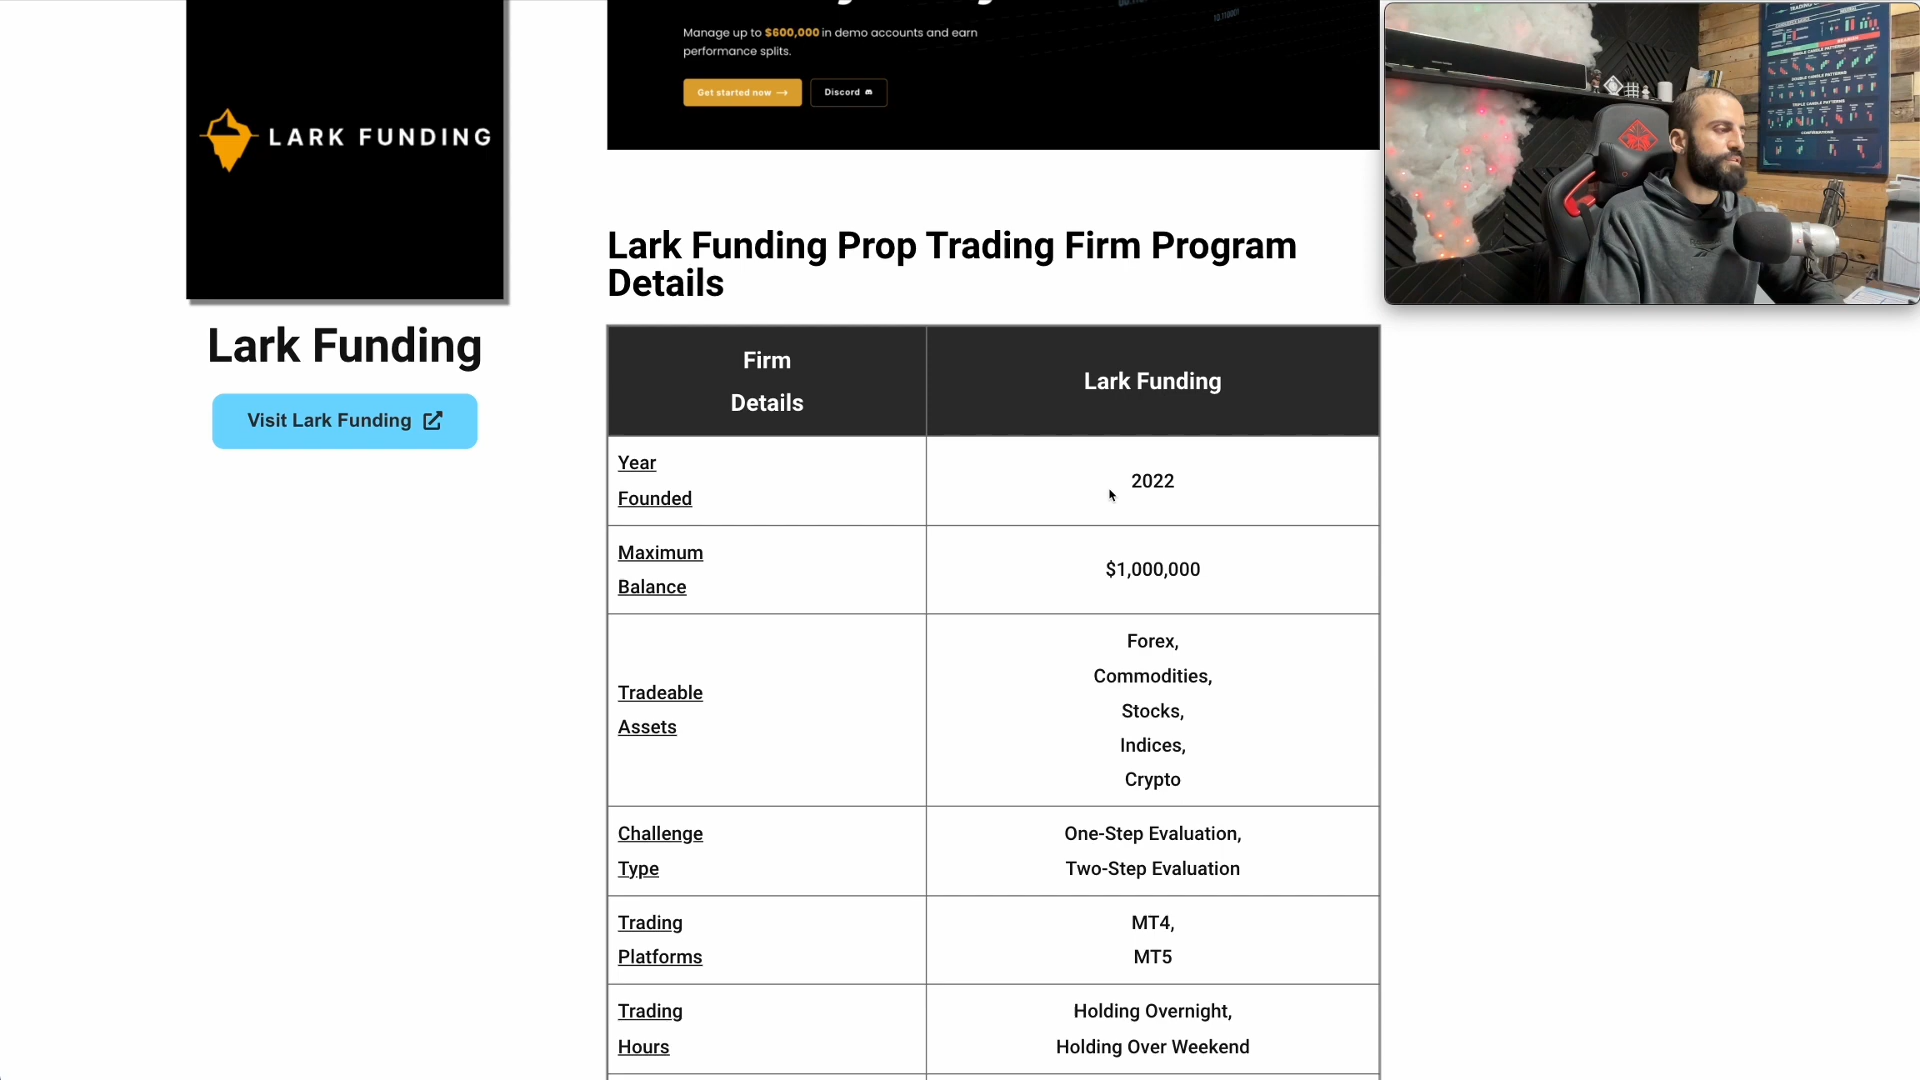 Manage up to $600,000 in demo accounts and earn
performance splits.
Get started now →
Discord
LARK FUNDING
Lark Funding
Visit Lark Funding
Lark Funding Prop Trading Firm Program
Details
Firm
Details
Lark Funding
Year
Founded
2022
Maximum
Balance
$1,000,000
Tradeable
Assets
Forex,
Commodities,
Stocks,
Indices,
Crypto
Challenge
Type
One-Step Evaluation,
Two-Step Evaluation
Trading
Platforms
MT4,
MT5
Trading
Hours
Holding Overnight,
Holding Over Weekend